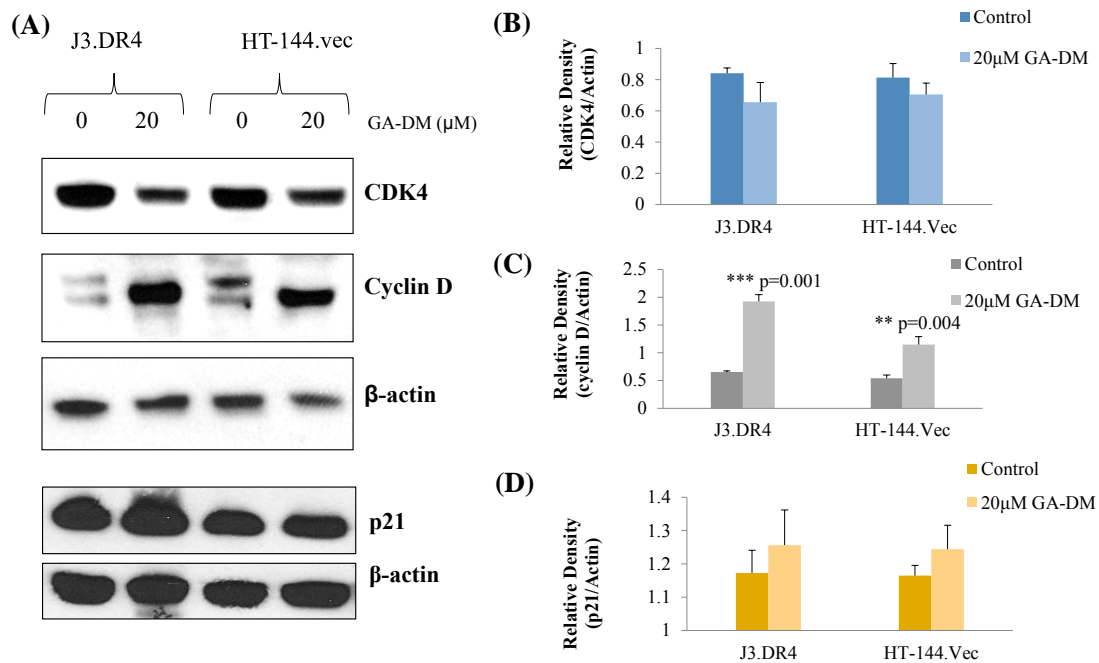 (A)
J3.DR4
HT-144.vec
0
20
0
20
GA-DM (µM)
CDK4
Cyclin D
β-actin
p21
β-actin
(B)
Control
20µM GA-DM
Relative Density
(CDK4/Actin)
1
0.8
0.6
0.4
0.2
0
J3.DR4
HT-144.Vec
(C)
Control
20µM GA-DM
Relative Density
(cyclin D/Actin)
2.5
2
1.5
1
0.5
0
*** p=0.001
** p=0.004
J3.DR4
HT-144.Vec
(D)
Control
20µM GA-DM
Relative Density
(p21/Actin)
1.4
1.3
1.2
1.1
1
J3.DR4
HT-144.Vec